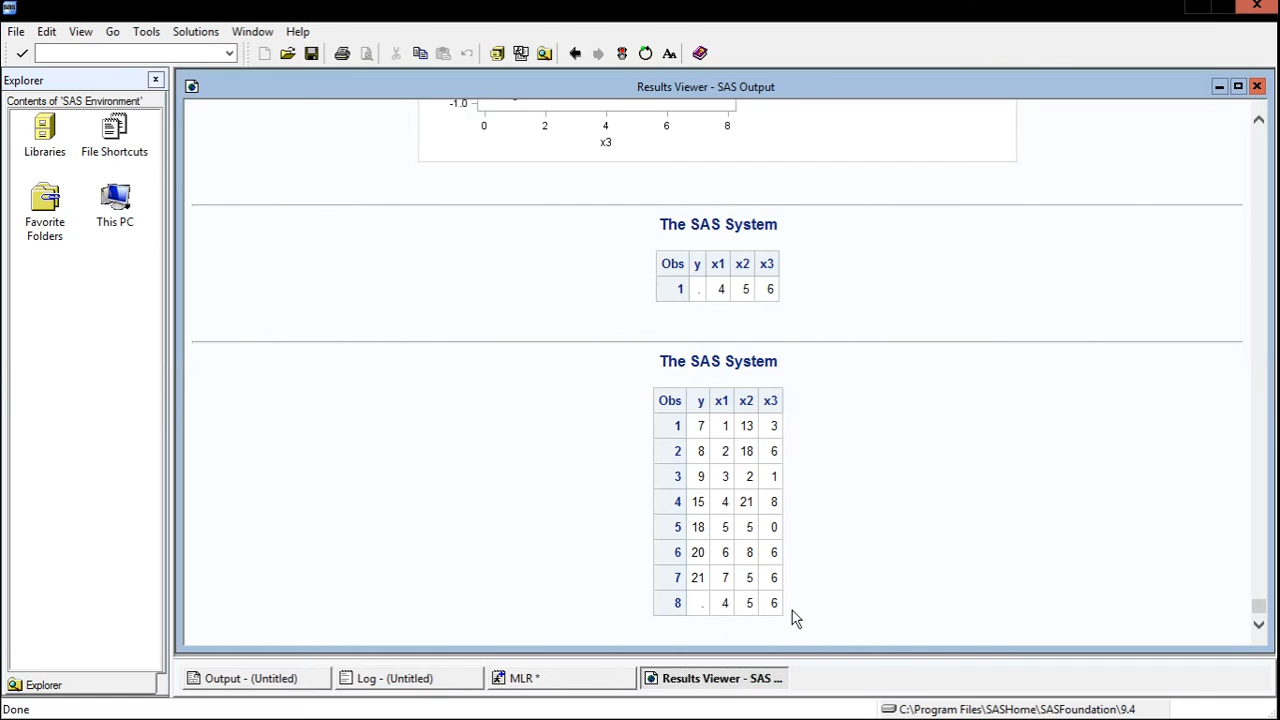 File Edit View Go Tools Solutions Window Help
Explorer x
Contents of 'SAS Environment'
Libraries File Shortcuts
Favorite Folders This PC
Results Viewer - SAS Output
-1.0
0 2 4 6 8
x3
The SAS System
Obs y x1 x2 x3
1 . 4 5 6
The SAS System
Obs y x1 x2 x3
1 7 1 13 3
2 8 2 18 6
3 9 3 2 1
4 15 4 21 8
5 18 5 5 0
6 20 6 8 6
7 21 7 5 6
8 . 4 5 6
Explorer
Output - (Untitled) Log - (Untitled) MLR * Results Viewer - SAS ...
Done C:\Program Files\SASHome\SASFoundation\9.4